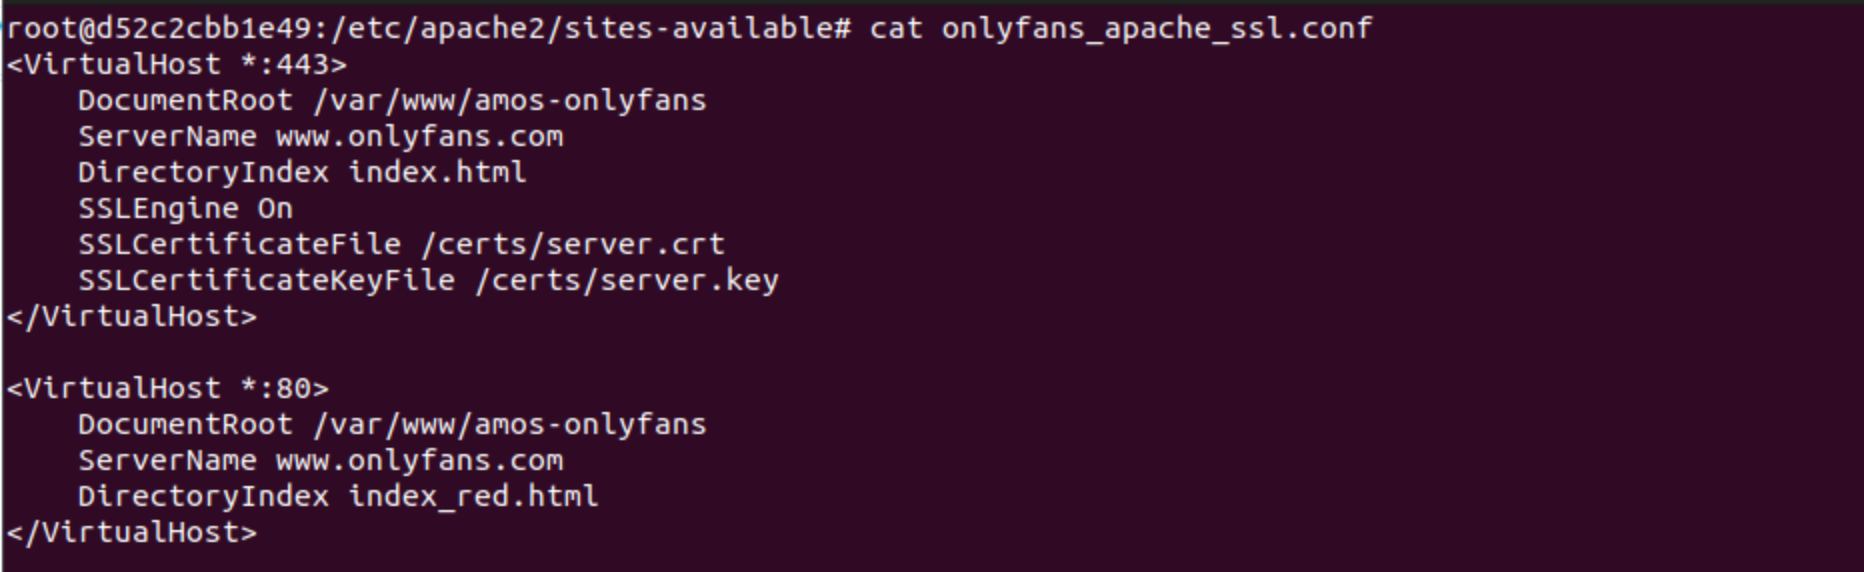 root@d52c2cbb1e49:/etc/apache2/sites-available# cat onlyfans_apache_ssl.conf
<VirtualHost *:443>
    DocumentRoot /var/www/amos-onlyfans
    ServerName www.onlyfans.com
    DirectoryIndex index.html
    SSLEngine On
    SSLCertificateFile /certs/server.crt
    SSLCertificateKeyFile /certs/server.key
</VirtualHost>

<VirtualHost *:80>
    DocumentRoot /var/www/amos-onlyfans
    ServerName www.onlyfans.com
    DirectoryIndex index_red.html
</VirtualHost>